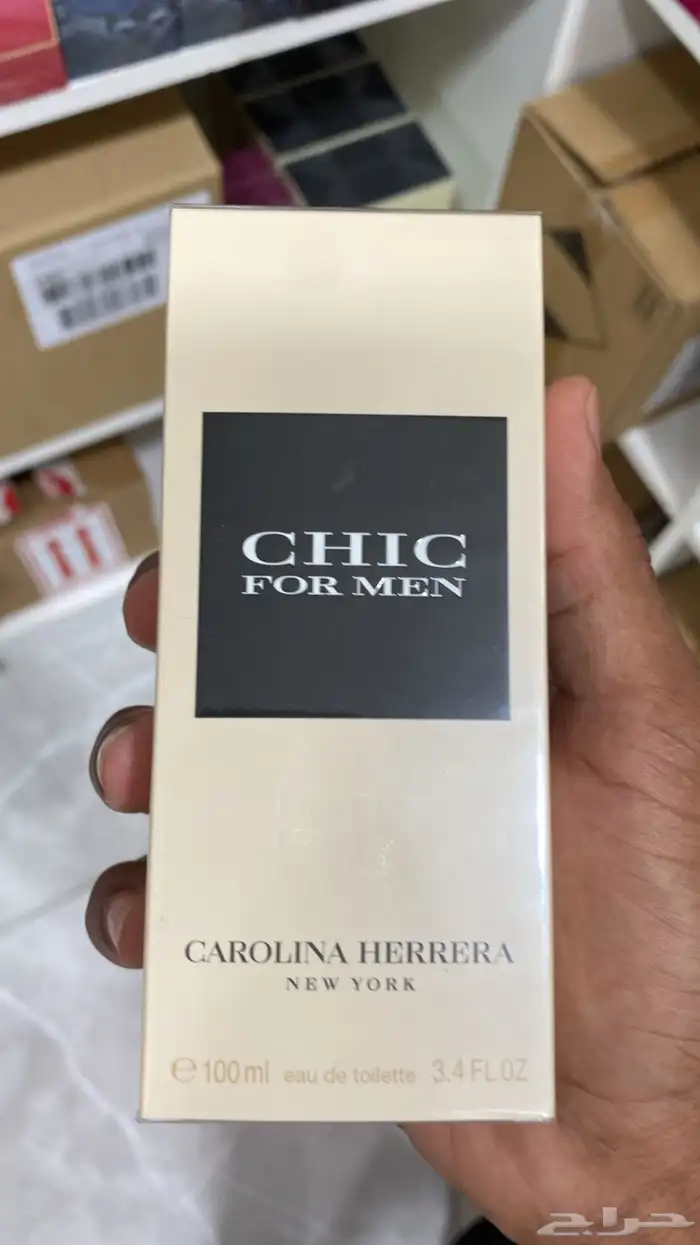 CHIC
FOR MEN
CAROLINA HERRERA
NEW YORK
℮ 100 ml eau de toilette 3.4 FL OZ
حراج